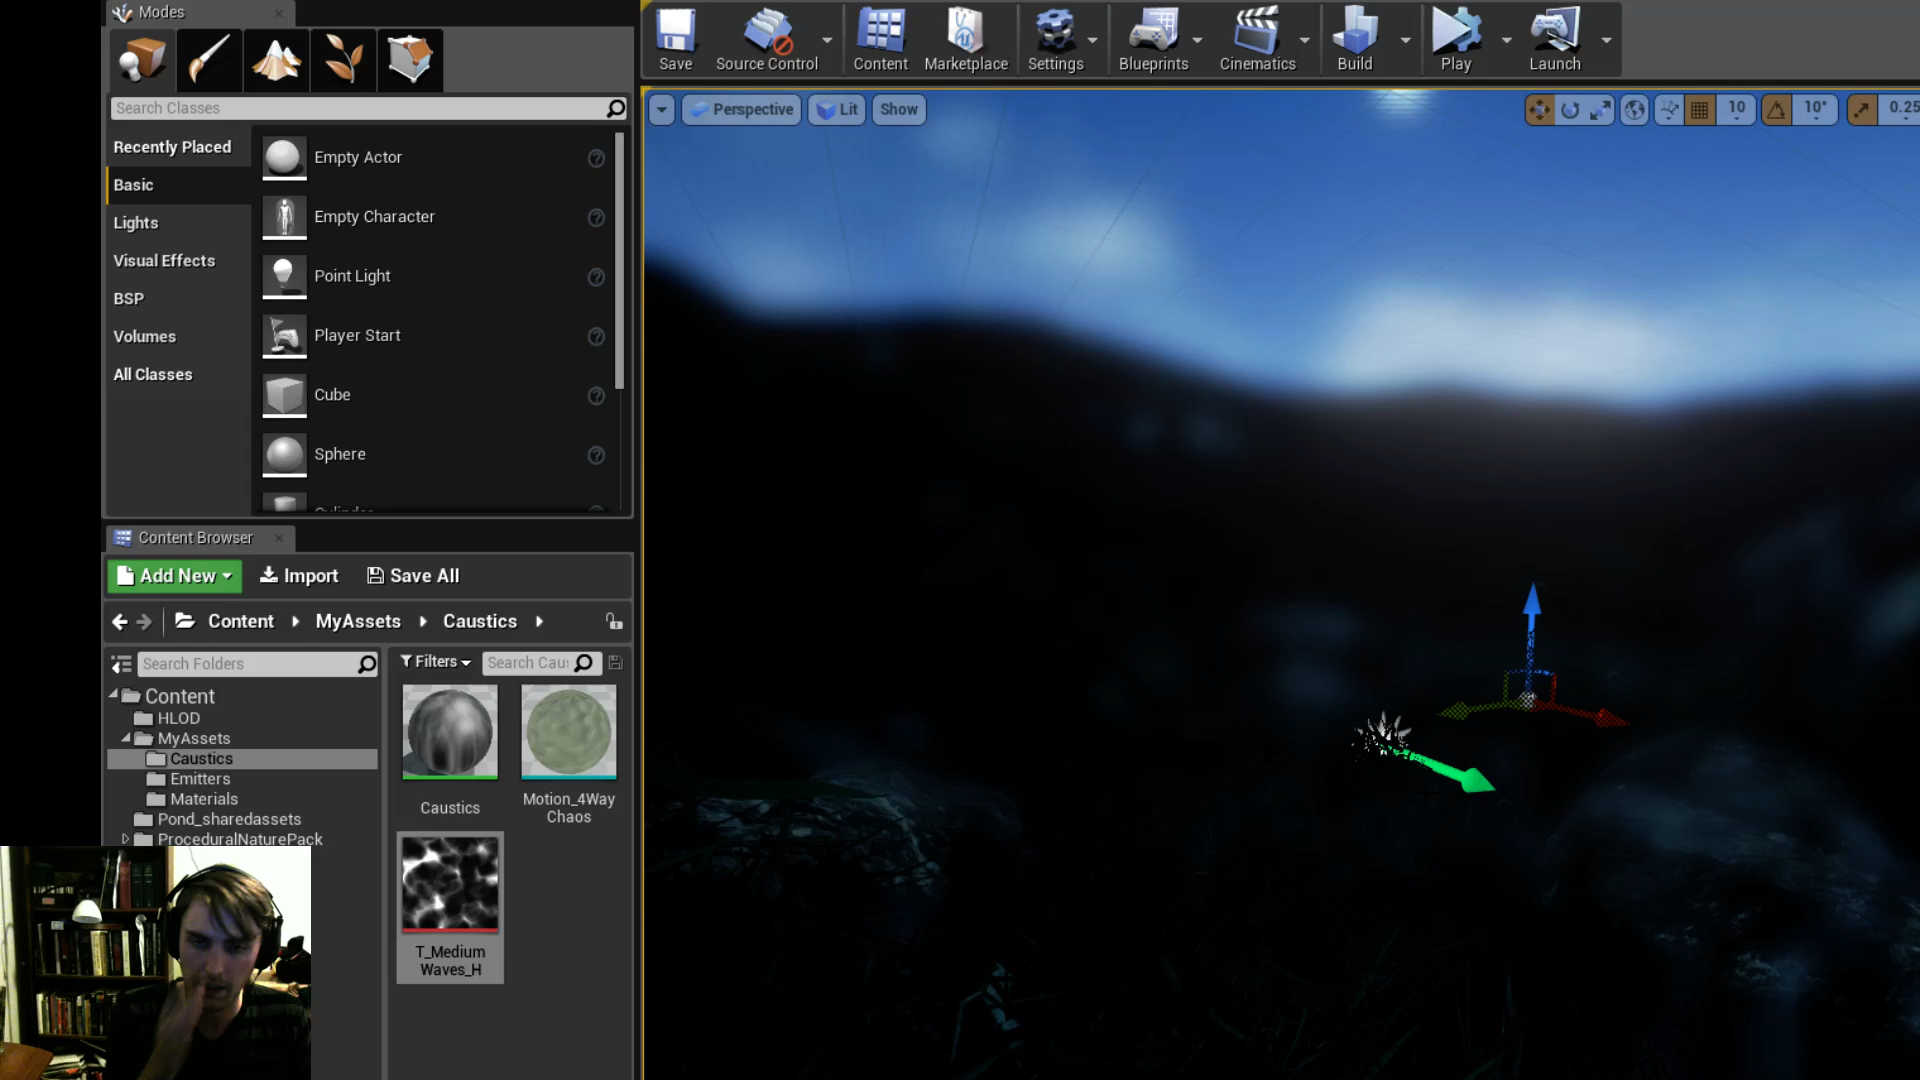 Modes
Save
Source Control
Content
Marketplace
Settings
Blueprints
Cinematics
Build
Play
Launch
Search Classes
Perspective
Lit
Show
10
10°
0.25
Recently Placed
Basic
Lights
Visual Effects
BSP
Volumes
All Classes
Empty Actor
Empty Character
Point Light
Player Start
Cube
Sphere
Cylinder
Content Browser
Add New
Import
Save All
Content
MyAssets
Caustics
Search Folders
Filters
Search Cau
Content
HLOD
MyAssets
Caustics
Emitters
Materials
Pond_sharedassets
ProceduralNaturePack
Caustics
Motion_4Way
Chaos
T_Medium
Waves_H